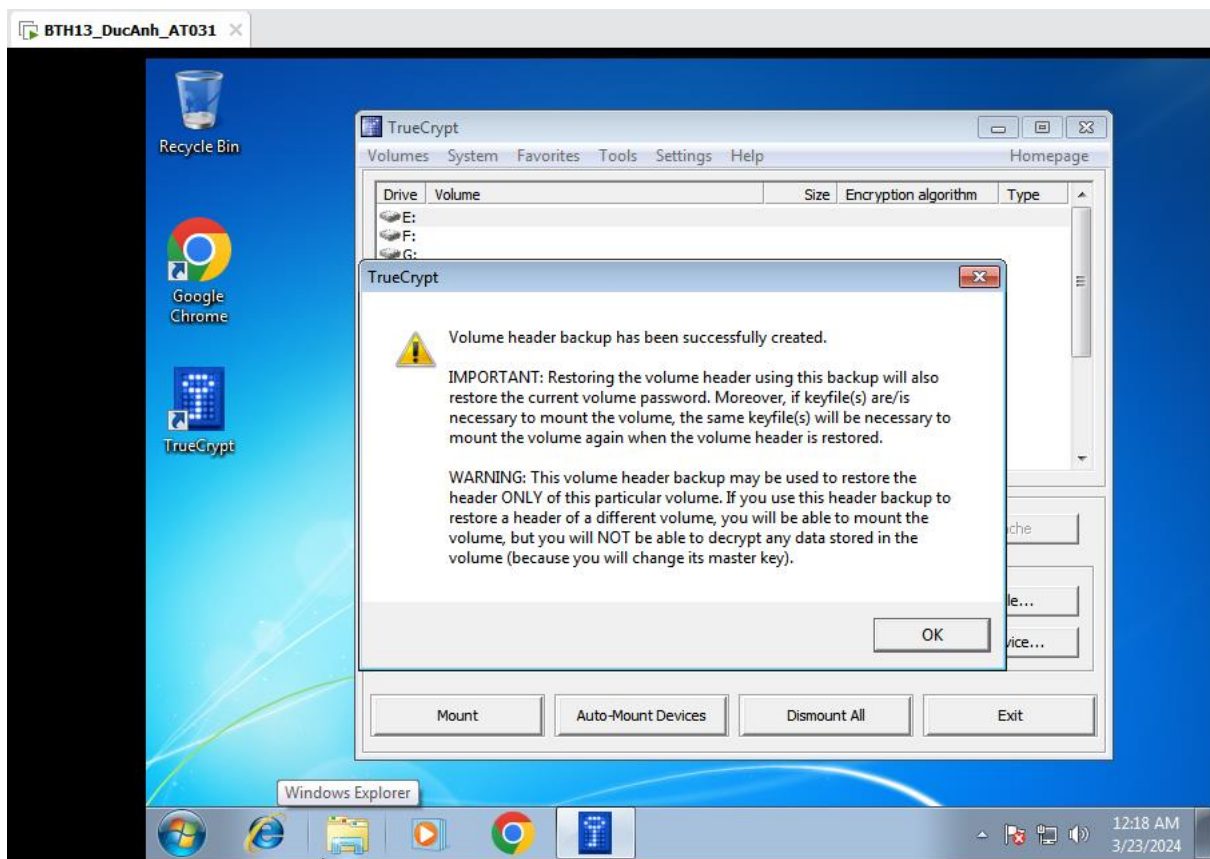 BTH13_DucAnh_AT031
Recycle Bin
Google
Chrome
TrueCrypt
TrueCrypt
Volumes System Favorites Tools Settings Help Homepage
Drive Volume Size Encryption algorithm Type
E:
F:
G:
TrueCrypt
Volume header backup has been successfully created.
IMPORTANT: Restoring the volume header using this backup will also
restore the current volume password. Moreover, if keyfile(s) are/is
necessary to mount the volume, the same keyfile(s) will be necessary to
mount the volume again when the volume header is restored.
WARNING: This volume header backup may be used to restore the
header ONLY of this particular volume. If you use this header backup to
restore a header of a different volume, you will be able to mount the
volume, but you will NOT be able to decrypt any data stored in the
volume (because you will change its master key).
OK
Mount Auto-Mount Devices Dismount All Exit
Windows Explorer
12:18 AM
3/23/2024